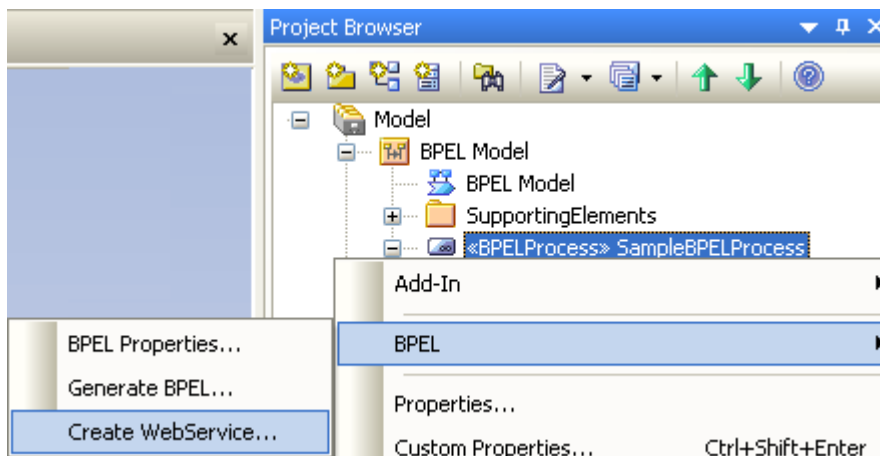 Project Browser
Model
BPEL Model
BPEL Model
SupportingElements
«BPELProcess» SampleBPELProcess
Add-In
BPEL
Properties...
Custom Properties... Ctrl+Shift+Enter
BPEL Properties...
Generate BPEL...
Create WebService...